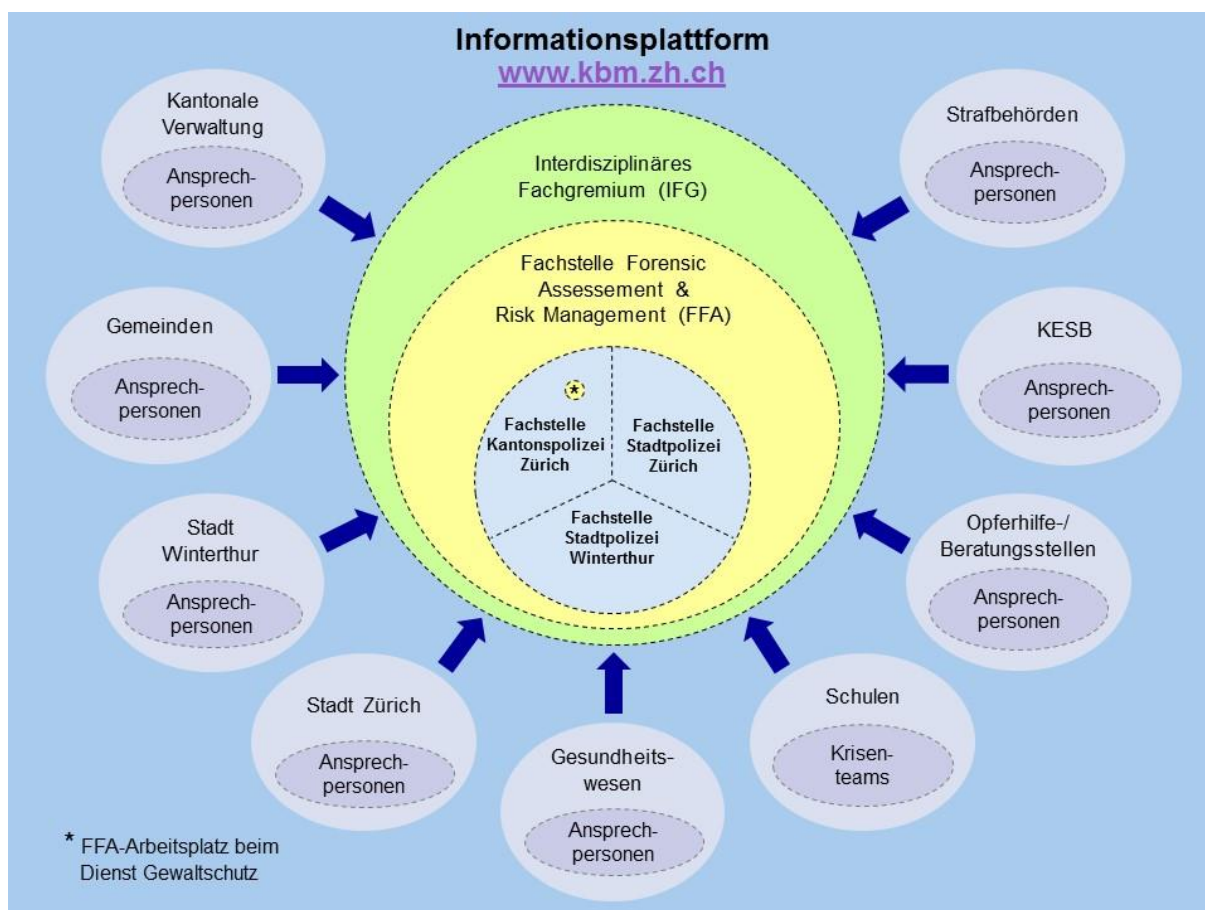 Informationsplattform
www.kbm.zh.ch
Kantonale
Verwaltung
Ansprech-
personen
Strafbehörden
Ansprech-
personen
Interdisziplinäres
Fachgremium (IFG)
Fachstelle Forensic
Assessement &
Risk Management (FFA)
Gemeinden
Ansprech-
personen
KESB
Ansprech-
personen
*
Fachstelle
Kantonspolizei
Zürich
Fachstelle
Stadtpolizei
Zürich
Fachstelle
Stadtpolizei
Winterthur
Stadt
Winterthur
Ansprech-
personen
Opferhilfe-/
Beratungsstellen
Ansprech-
personen
Stadt Zürich
Ansprech-
personen
Gesundheits-
wesen
Ansprech-
personen
Schulen
Krisen-
teams
* FFA-Arbeitsplatz beim
Dienst Gewaltschutz